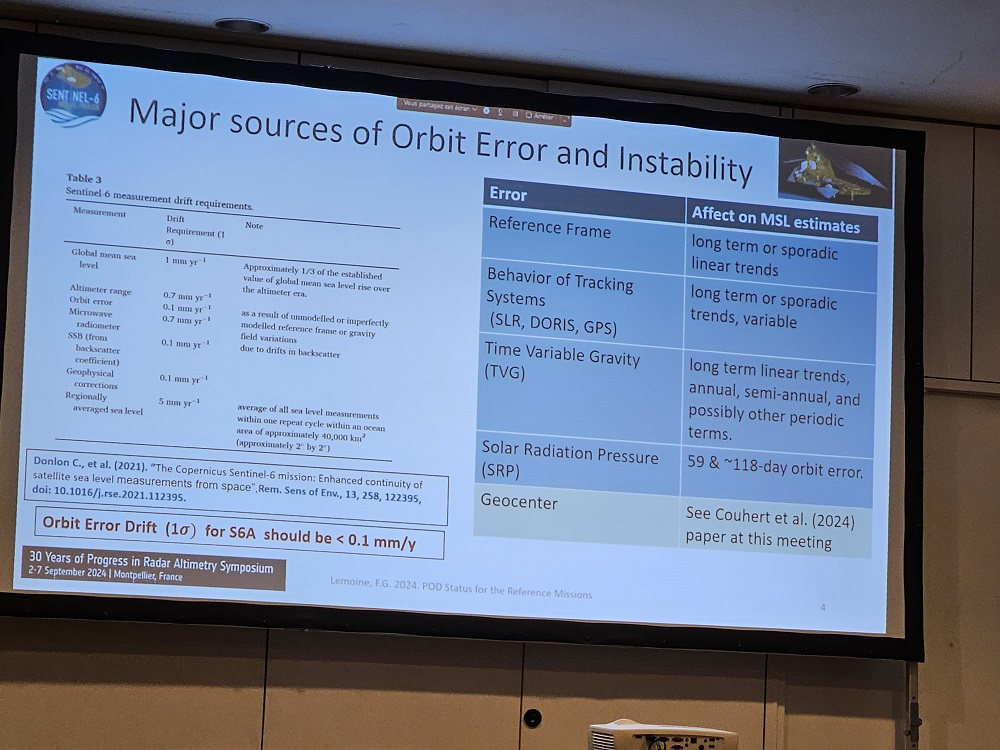 SENTINEL-6
Vous partagez
Arrêter
Major sources of Orbit Error and Instability
Table 3
Sentinel-6 measurement drift requirements.
Measurement Drift Note
Requirement (1
σ)
Global mean sea 1 mm yr⁻¹ Approximately 1/3 of the established
level value of global mean sea level rise over
the altimeter era.
Altimeter range 0.7 mm yr⁻¹
Orbit error 0.1 mm yr⁻¹ as a result of unmodelled or imperfectly
Microwave 0.7 mm yr⁻¹ modelled reference frame or gravity
radiometer field variations
SSB (from 0.1 mm yr⁻¹ due to drifts in backscatter
backscatter
coefficient)
Geophysical 0.1 mm yr⁻¹
corrections
Regionally 5 mm yr⁻¹ average of all sea level measurements
averaged sea level within one repeat cycle within an ocean
area of approximately 40,000 km²
(approximately 2° by 2°)
Donlon C., et al. (2021). "The Copernicus Sentinel-6 mission: Enhanced continuity of
satellite sea level measurements from space",Rem. Sens of Env., 13, 258, 122395,
doi: 10.1016/j.rse.2021.112395.
Orbit Error Drift (1σ) for S6A should be < 0.1 mm/y
Error Affect on MSL estimates
Reference Frame long term or sporadic
linear trends
Behavior of Tracking long term or sporadic
Systems trends, variable
(SLR, DORIS, GPS)
Time Variable Gravity long term linear trends,
(TVG) annual, semi-annual, and
possibly other periodic
terms.
Solar Radiation Pressure 59 & ~118-day orbit error.
(SRP)
Geocenter See Couhert et al. (2024)
paper at this meeting
30 Years of Progress in Radar Altimetry Symposium
2-7 September 2024 | Montpellier, France
Lemoine, F.G. 2024. POD Status for the Reference Missions
4